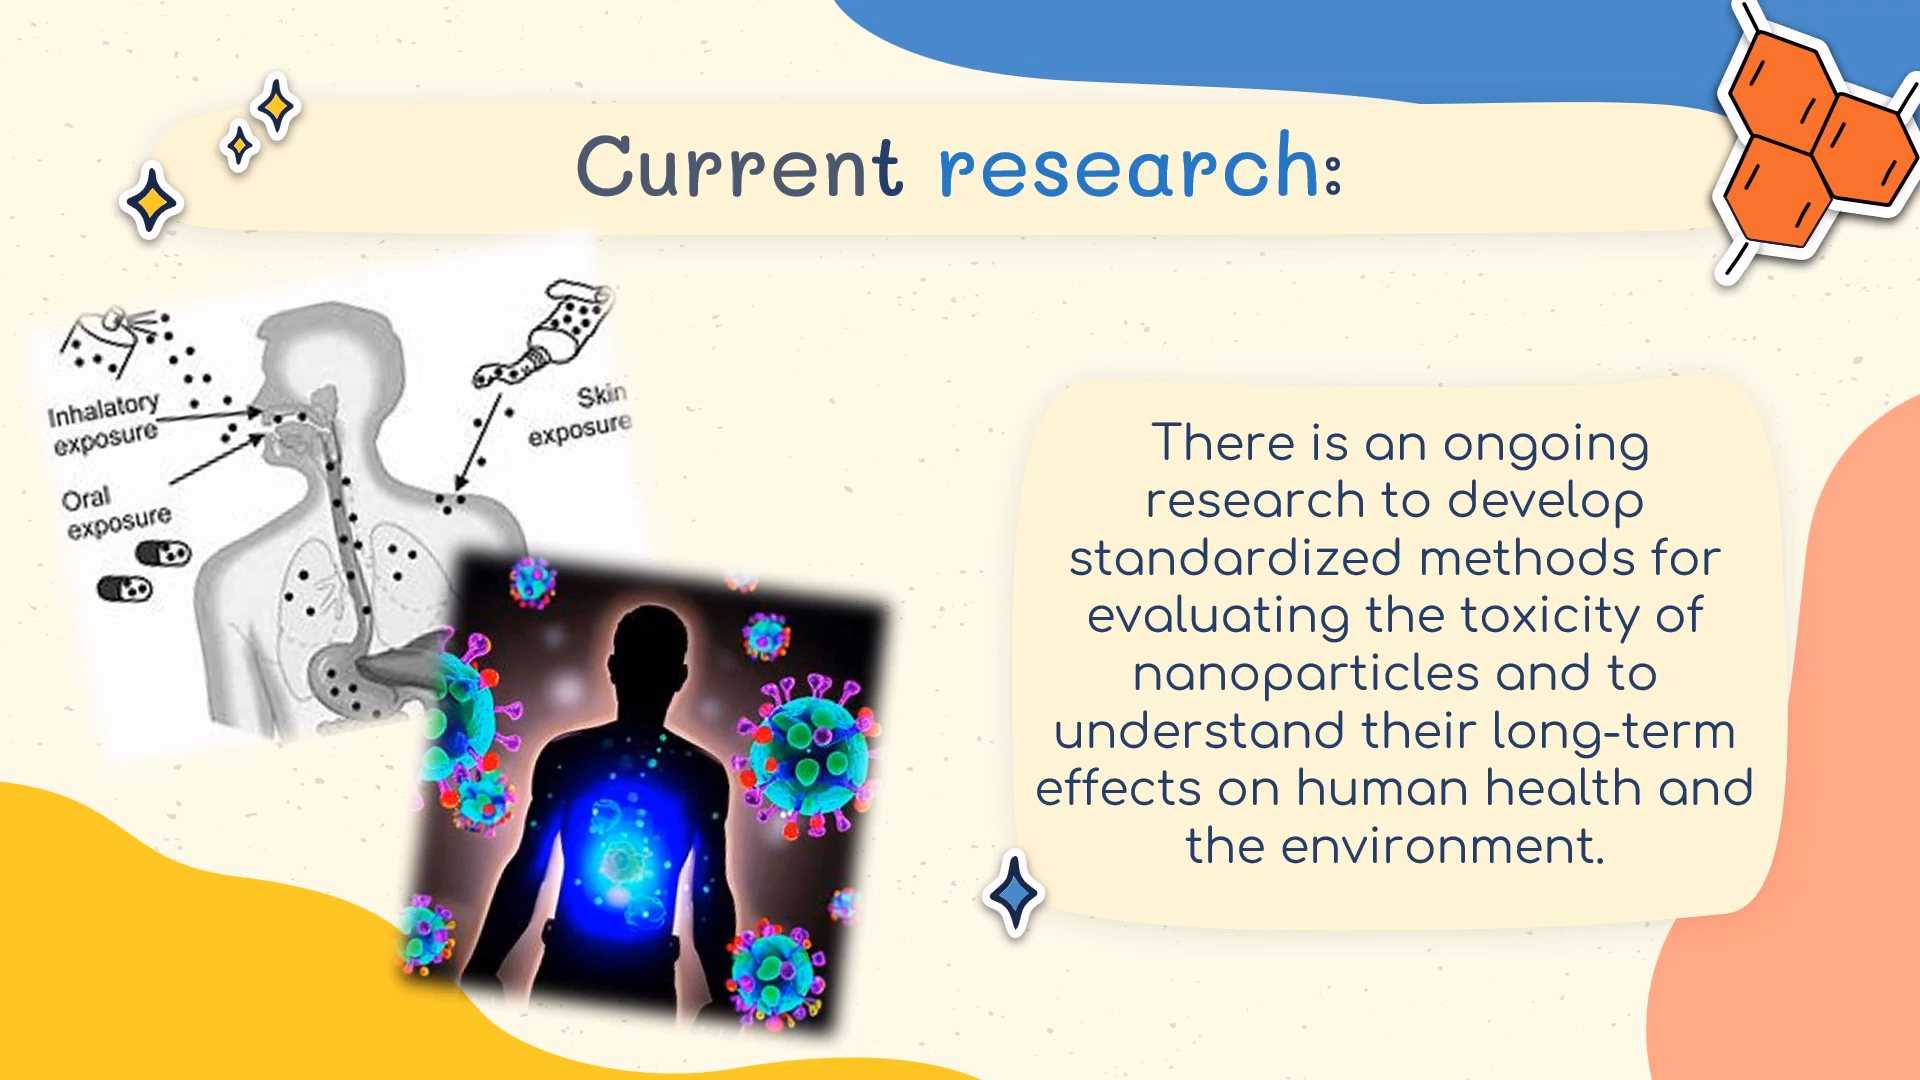 Current research:
Inhalatory
exposure
Oral
exposure
Skin
exposure
There is an ongoing
research to develop
standardized methods for
evaluating the toxicity of
nanoparticles and to
understand their long-term
effects on human health and
the environment.